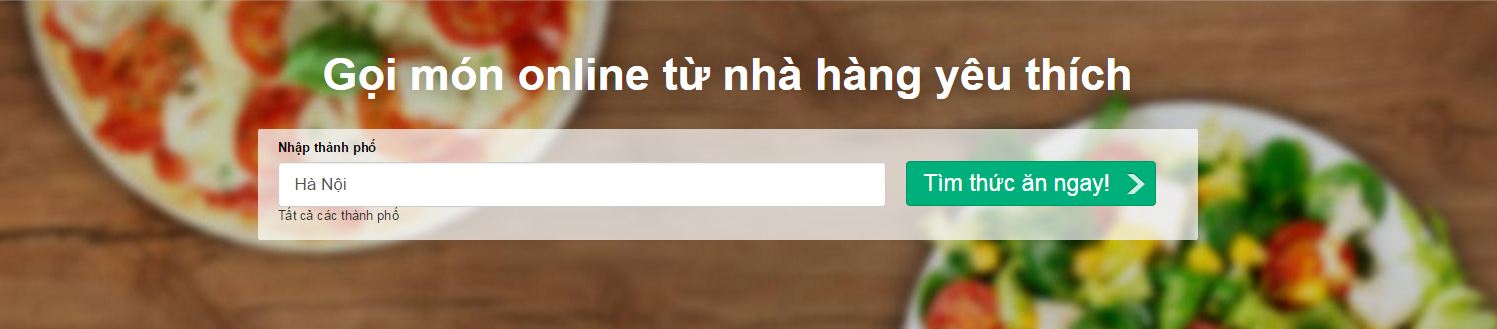 Gọi món online từ nhà hàng yêu thích
Nhập thành phố
Hà Nội
Tìm thức ăn ngay!
Tất cả các thành phố